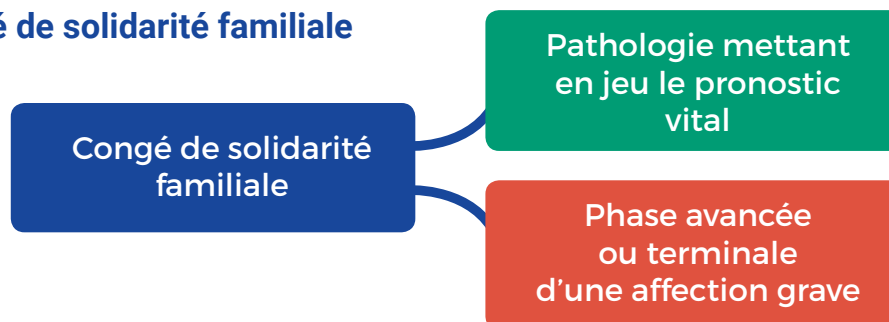 é de solidarité familiale
Pathologie mettant
en jeu le pronostic
vital
Congé de solidarité
familiale
Phase avancée
ou terminale
d'une affection grave